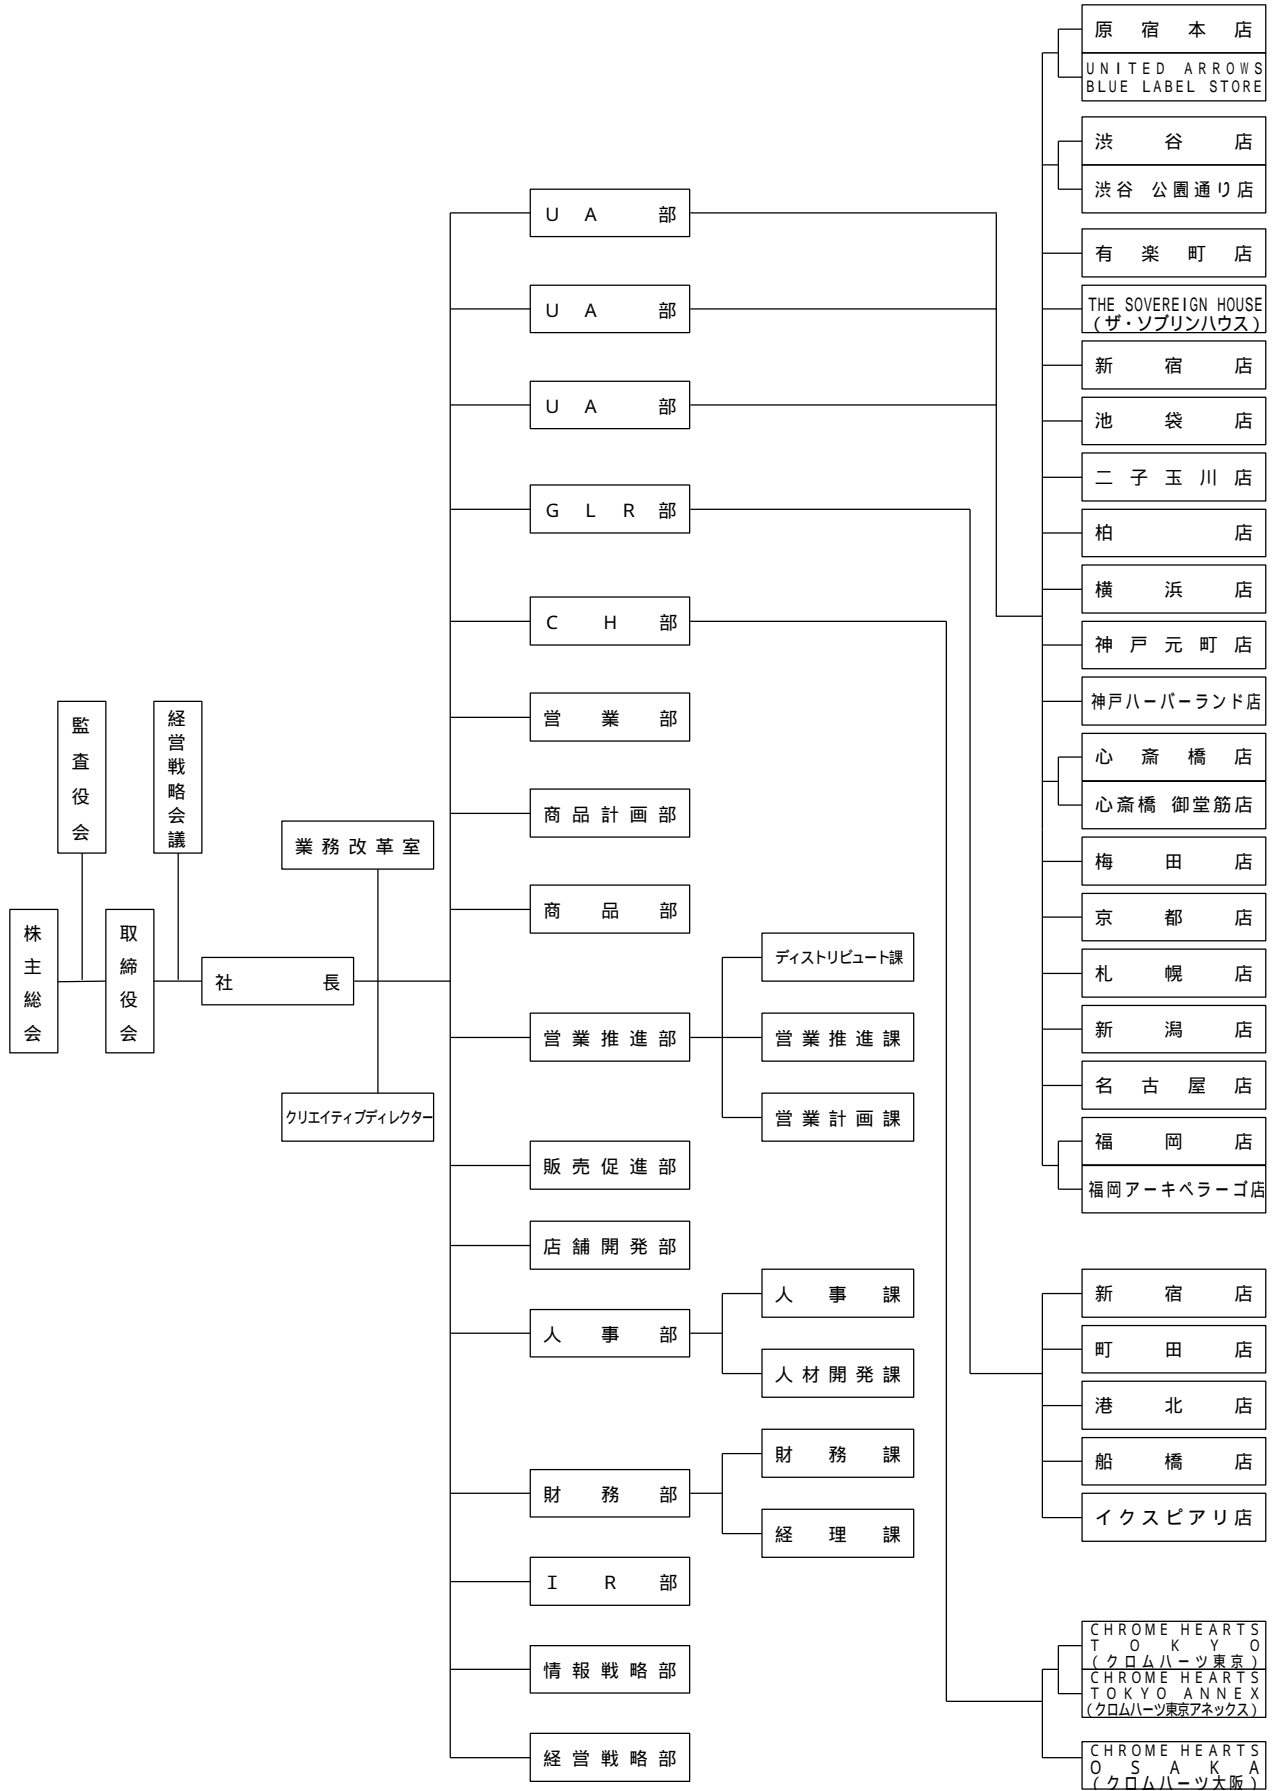 株主総会
監査役会
取締役会
経営戦略会議
社長
業務改革室
クリエイティブディレクター
UA部
UA部
UA部
GLR部
CH部
営業部
商品計画部
商品部
営業推進部
ディストリビュート課
営業推進課
営業計画課
販売促進部
店舗開発部
人事部
人事課
人材開発課
財務部
財務課
経理課
IR部
情報戦略部
経営戦略部
原宿本店
UNITED ARROWS
BLUE LABEL STORE
渋谷店
渋谷 公園通り店
有楽町店
THE SOVEREIGN HOUSE
(ザ・ソブリンハウス)
新宿店
池袋店
二子玉川店
柏店
横浜店
神戸元町店
神戸ハーバーランド店
心斎橋店
心斎橋 御堂筋店
梅田店
京都店
札幌店
新潟店
名古屋店
福岡店
福岡アーキペラーゴ店
新宿店
町田店
港北店
船橋店
イクスピアリ店
CHROME HEARTS
TOKYO
(クロムハーツ東京)
CHROME HEARTS
TOKYO ANNEX
(クロムハーツ東京アネックス)
CHROME HEARTS
OSAKA
(クロムハーツ大阪)